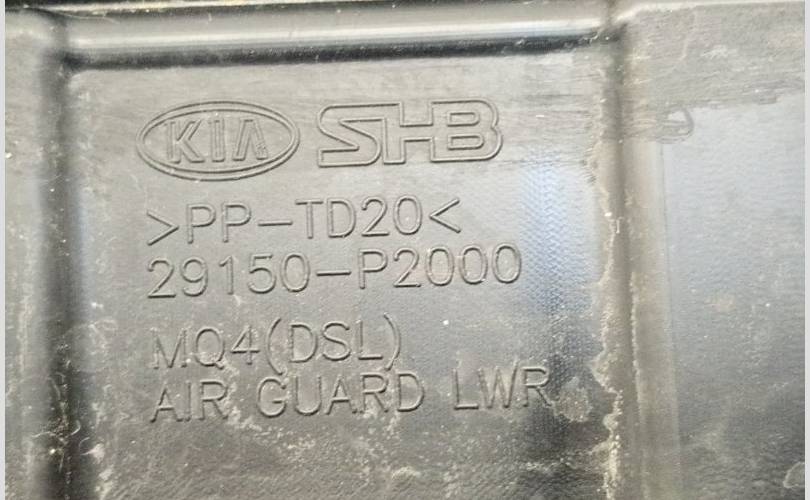 KIA SHB
>PP-TD20<
29150-P2000
MQ4(DSL)
AIR GUARD LWR